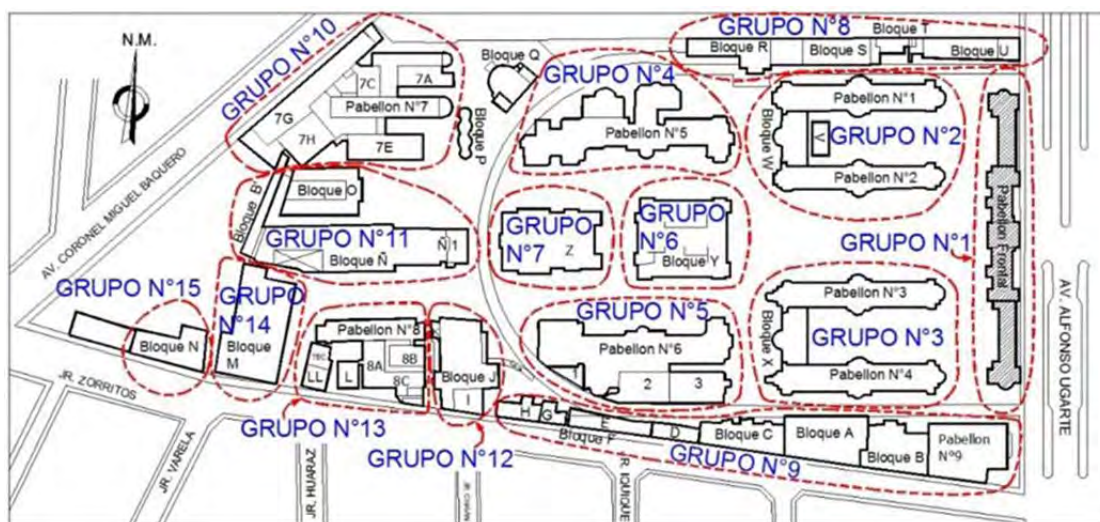 N.M.
GRUPO N°10
7C
7A
Pabellon N°7
7G
7H
7E
Bloque Q
Bloque P
GRUPO N°4
Pabellon N°5
GRUPO N°8
Bloque T
Bloque R
Bloque S
Bloque U
Pabellon N°1
Bloque W
V
GRUPO N°2
Pabellon N°2
GRUPO N°1
Pabellon Frontal
AV. CORONEL MIGUEL BAQUERO
Bloque O
GRUPO N°11
Ñ1
Bloque Ñ
GRUPO
N°7
Z
GRUPO
N°6
Bloque Y
GRUPO N°15
Bloque N
GRUPO
N°14
Bloque
M
Pabellon N°8
8B
8A
8C
LL
L
Bloque J
I
GRUPO N°5
Pabellon N°6
2
3
Pabellon N°3
GRUPO N°3
Bloque X
Pabellon N°4
AV. ALFONSO UGARTE
JR. ZORRITOS
GRUPO N°13
GRUPO N°12
H
G
Bloque F
E
D
Bloque C
Bloque A
Bloque B
Pabellon
N°9
GRUPO N°9
JR. VARELA
JR. HUARAZ
JR. IQUIQUE